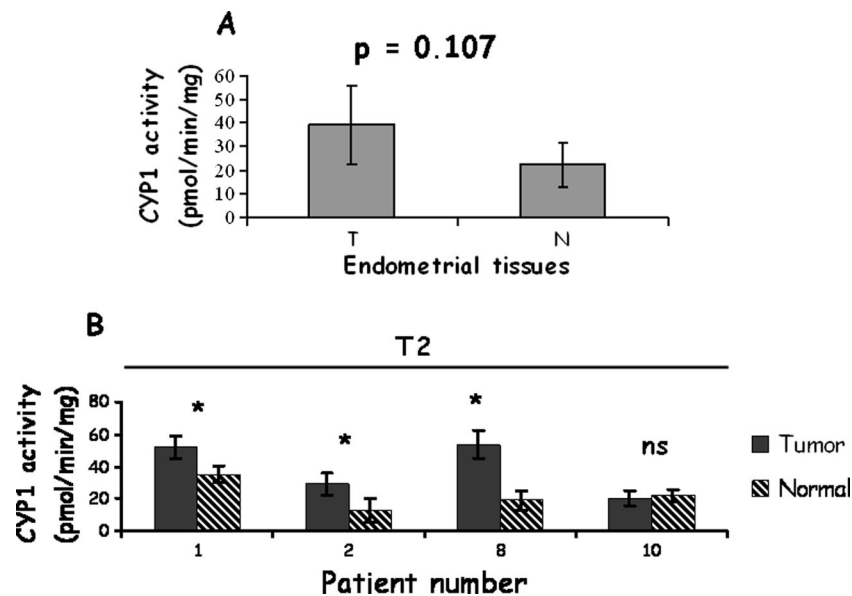 A
p = 0.107
CYP1 activity
(pmol/min/mg)
60
50
40
30
20
10
0
T
N
Endometrial tissues
B
T2
CYP1 activity
(pmol/min/mg)
80
60
40
20
0
*
*
*
ns
Tumor
Normal
1
2
8
10
Patient number